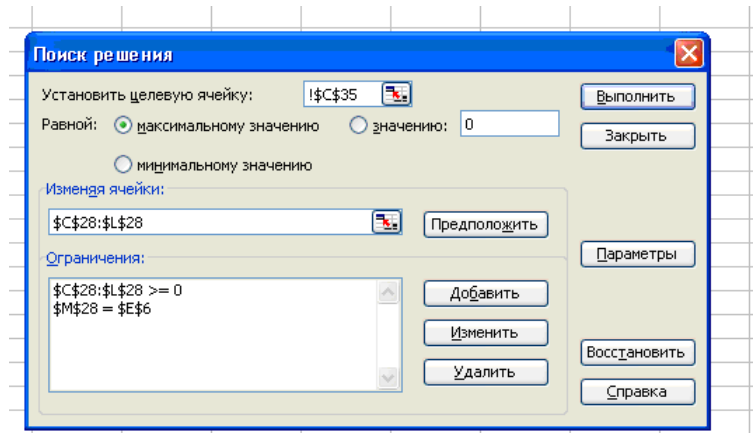 Поиск решения
Установить целевую ячейку: !$C$35
Выполнить
Равной: максимальному значению значению: 0
Закрыть
минимальному значению
Изменяя ячейки:
$C$28:$L$28
Предположить
Параметры
Ограничения:
$C$28:$L$28 >= 0
$M$28 = $E$6
Добавить
Изменить
Восстановить
Удалить
Справка